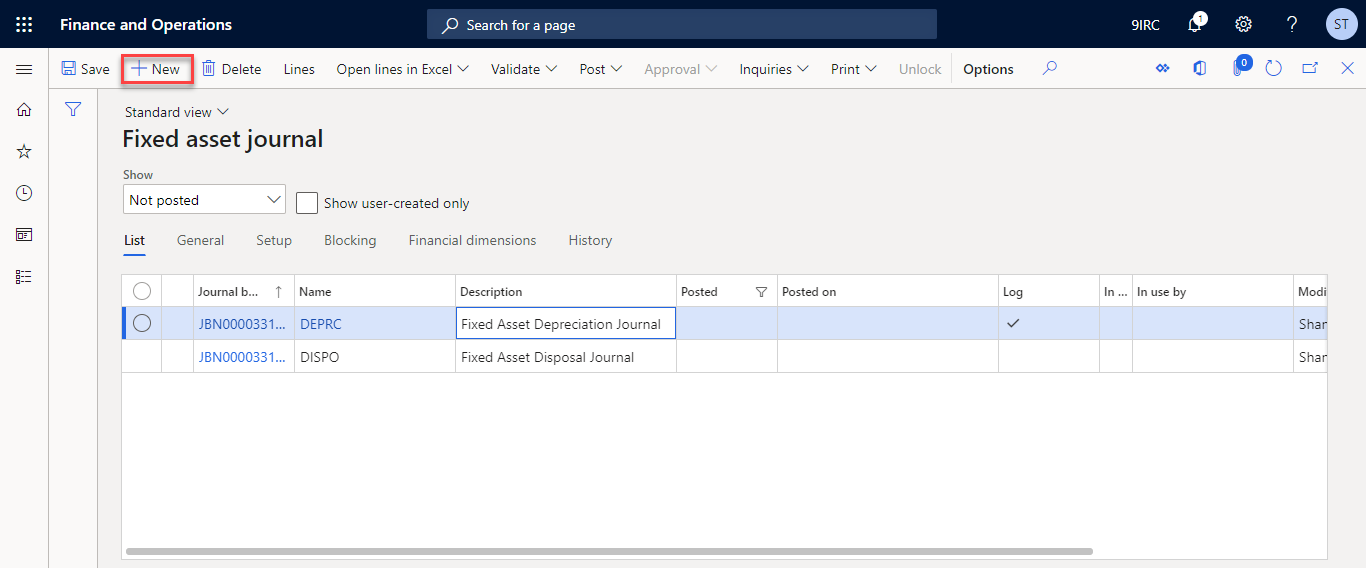 Finance and Operations Search for a page 9IRC 1 ? ST
Save + New Delete Lines Open lines in Excel Validate Post Approval Inquiries Print Unlock Options 0
Standard view
Fixed asset journal
Show
Not posted Show user-created only
List General Setup Blocking Financial dimensions History
Journal b... ↑ Name Description Posted Posted on Log In ... In use by Modi
JBN0000331... DEPRC Fixed Asset Depreciation Journal ✓ Shar
JBN0000331... DISPO Fixed Asset Disposal Journal Shar